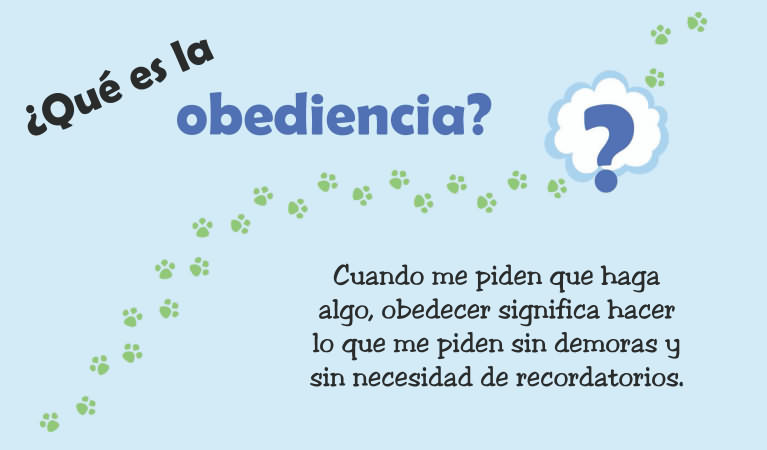 ¿Qué es la
obediencia?
?
Cuando me piden que haga
algo, obedecer significa hacer
lo que me piden sin demoras y
sin necesidad de recordatorios.